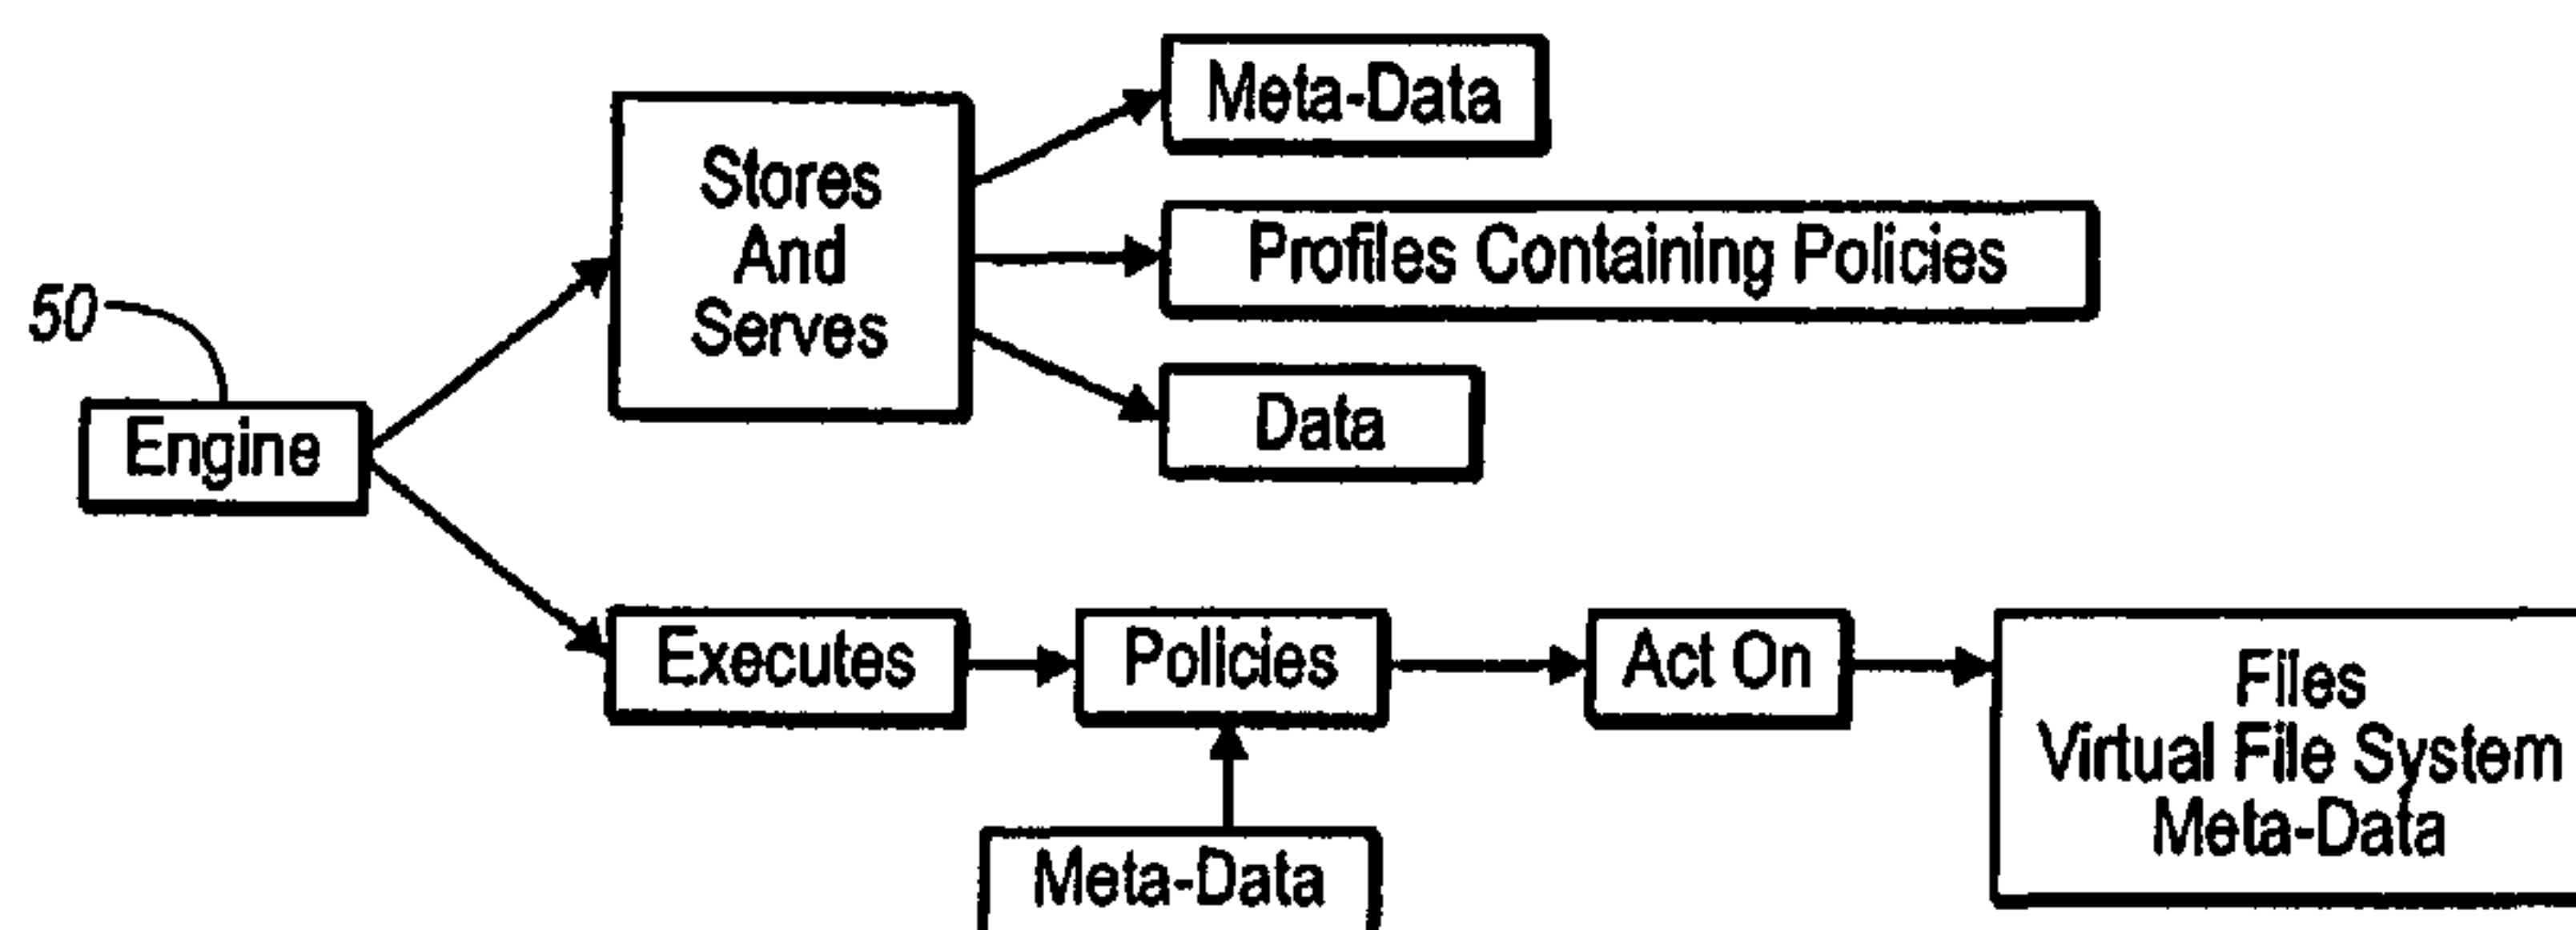 Meta-Data
Stores
And
Serves
Profiles Containing Policies
50
Data
Engine
Executes
Policies
Act On
Files
Virtual File System
Meta-Data
Meta-Data